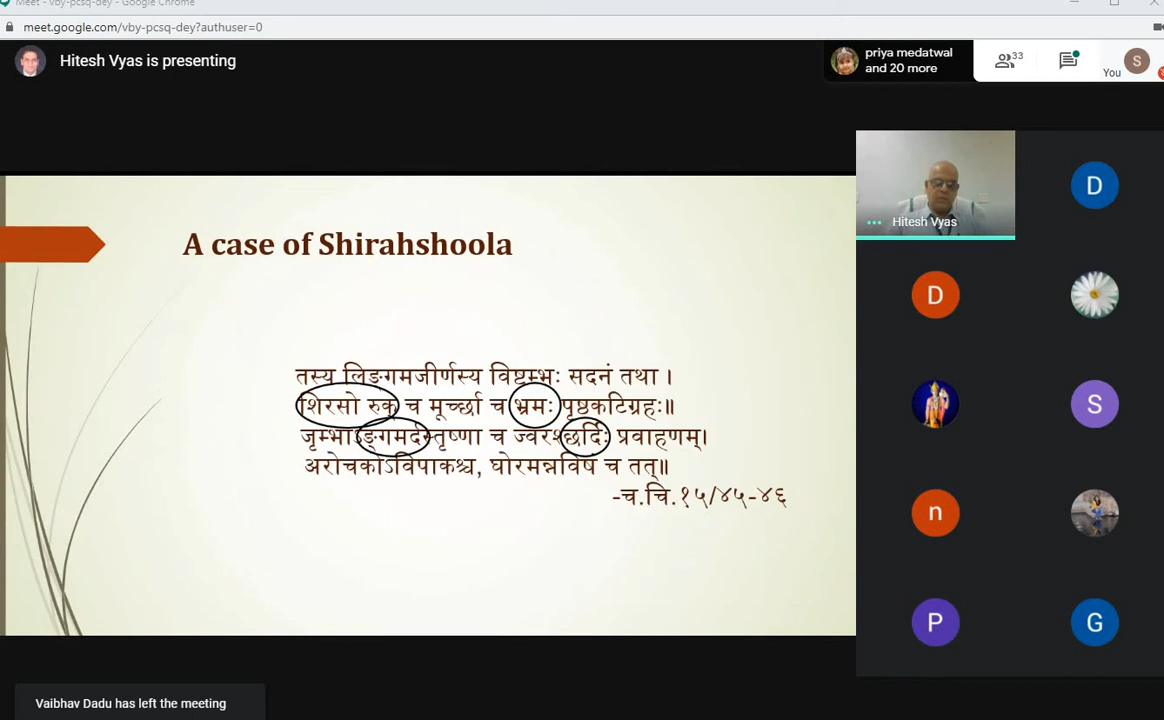 Meet - vby-pcsq-dey - Google Chrome
meet.google.com/vby-pcsq-dey?authuser=0
Hitesh Vyas is presenting
priya medatwal
and 20 more
33
You
S
A case of Shirahshoola
तस्य लिङ्गमजीर्णस्य विष्टम्भः सदनं तथा ।
शिरसो रुक् च मूर्च्छा च भ्रमः पृष्ठकटिग्रहः॥
जृम्भाऽङ्गमर्दस्तृष्णा च ज्वरश्छर्दिः प्रवाहणम्।
अरोचकोऽविपाकश्च, घोरमन्नविषं च तत्॥
-च.चि.१५/४५-४६
Hitesh Vyas
D
D
S
n
P
G
Vaibhav Dadu has left the meeting